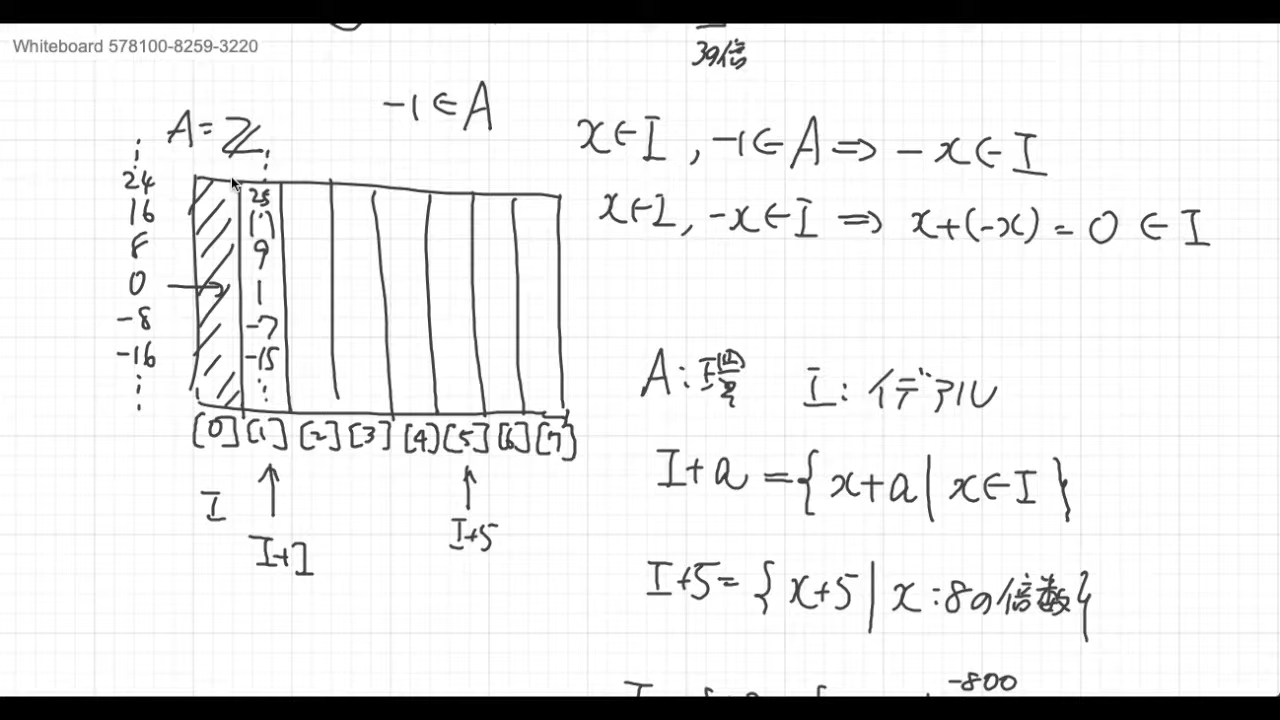 Whiteboard 578100-8259-3220
39倍
-1∈A
A=ℤ
x∈I, -1∈A ⇒ -x∈I
x∈I, -x∈I ⇒ x+(-x)=0∈I
⋮
24
16
8
0
-8
-16
⋮
⋮
25
17
9
1
-7
-15
⋮
[0] [1] [2] [3] [4] [5] [6] [7]
I
I+1
I+5
A:環 I:イデアル
I+a={x+a|x∈I}
I+5={x+5|x:8の倍数}
-800